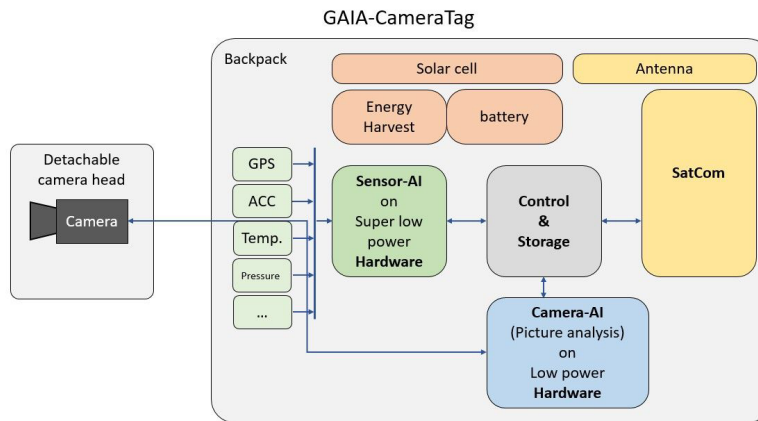 GAIA-CameraTag
Backpack
Solar cell
Antenna
Energy
Harvest
battery
SatCom
Detachable
camera head
Camera
GPS
ACC
Temp.
Pressure
...
Sensor-AI
on
Super low
power
Hardware
Control
&
Storage
Camera-AI
(Picture analysis)
on
Low power
Hardware